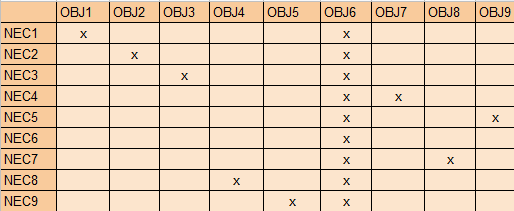 OBJ1 OBJ2 OBJ3 OBJ4 OBJ5 OBJ6 OBJ7 OBJ8 OBJ9
NEC1 x x
NEC2 x x
NEC3 x x
NEC4 x x
NEC5 x x
NEC6 x
NEC7 x x
NEC8 x x
NEC9 x x